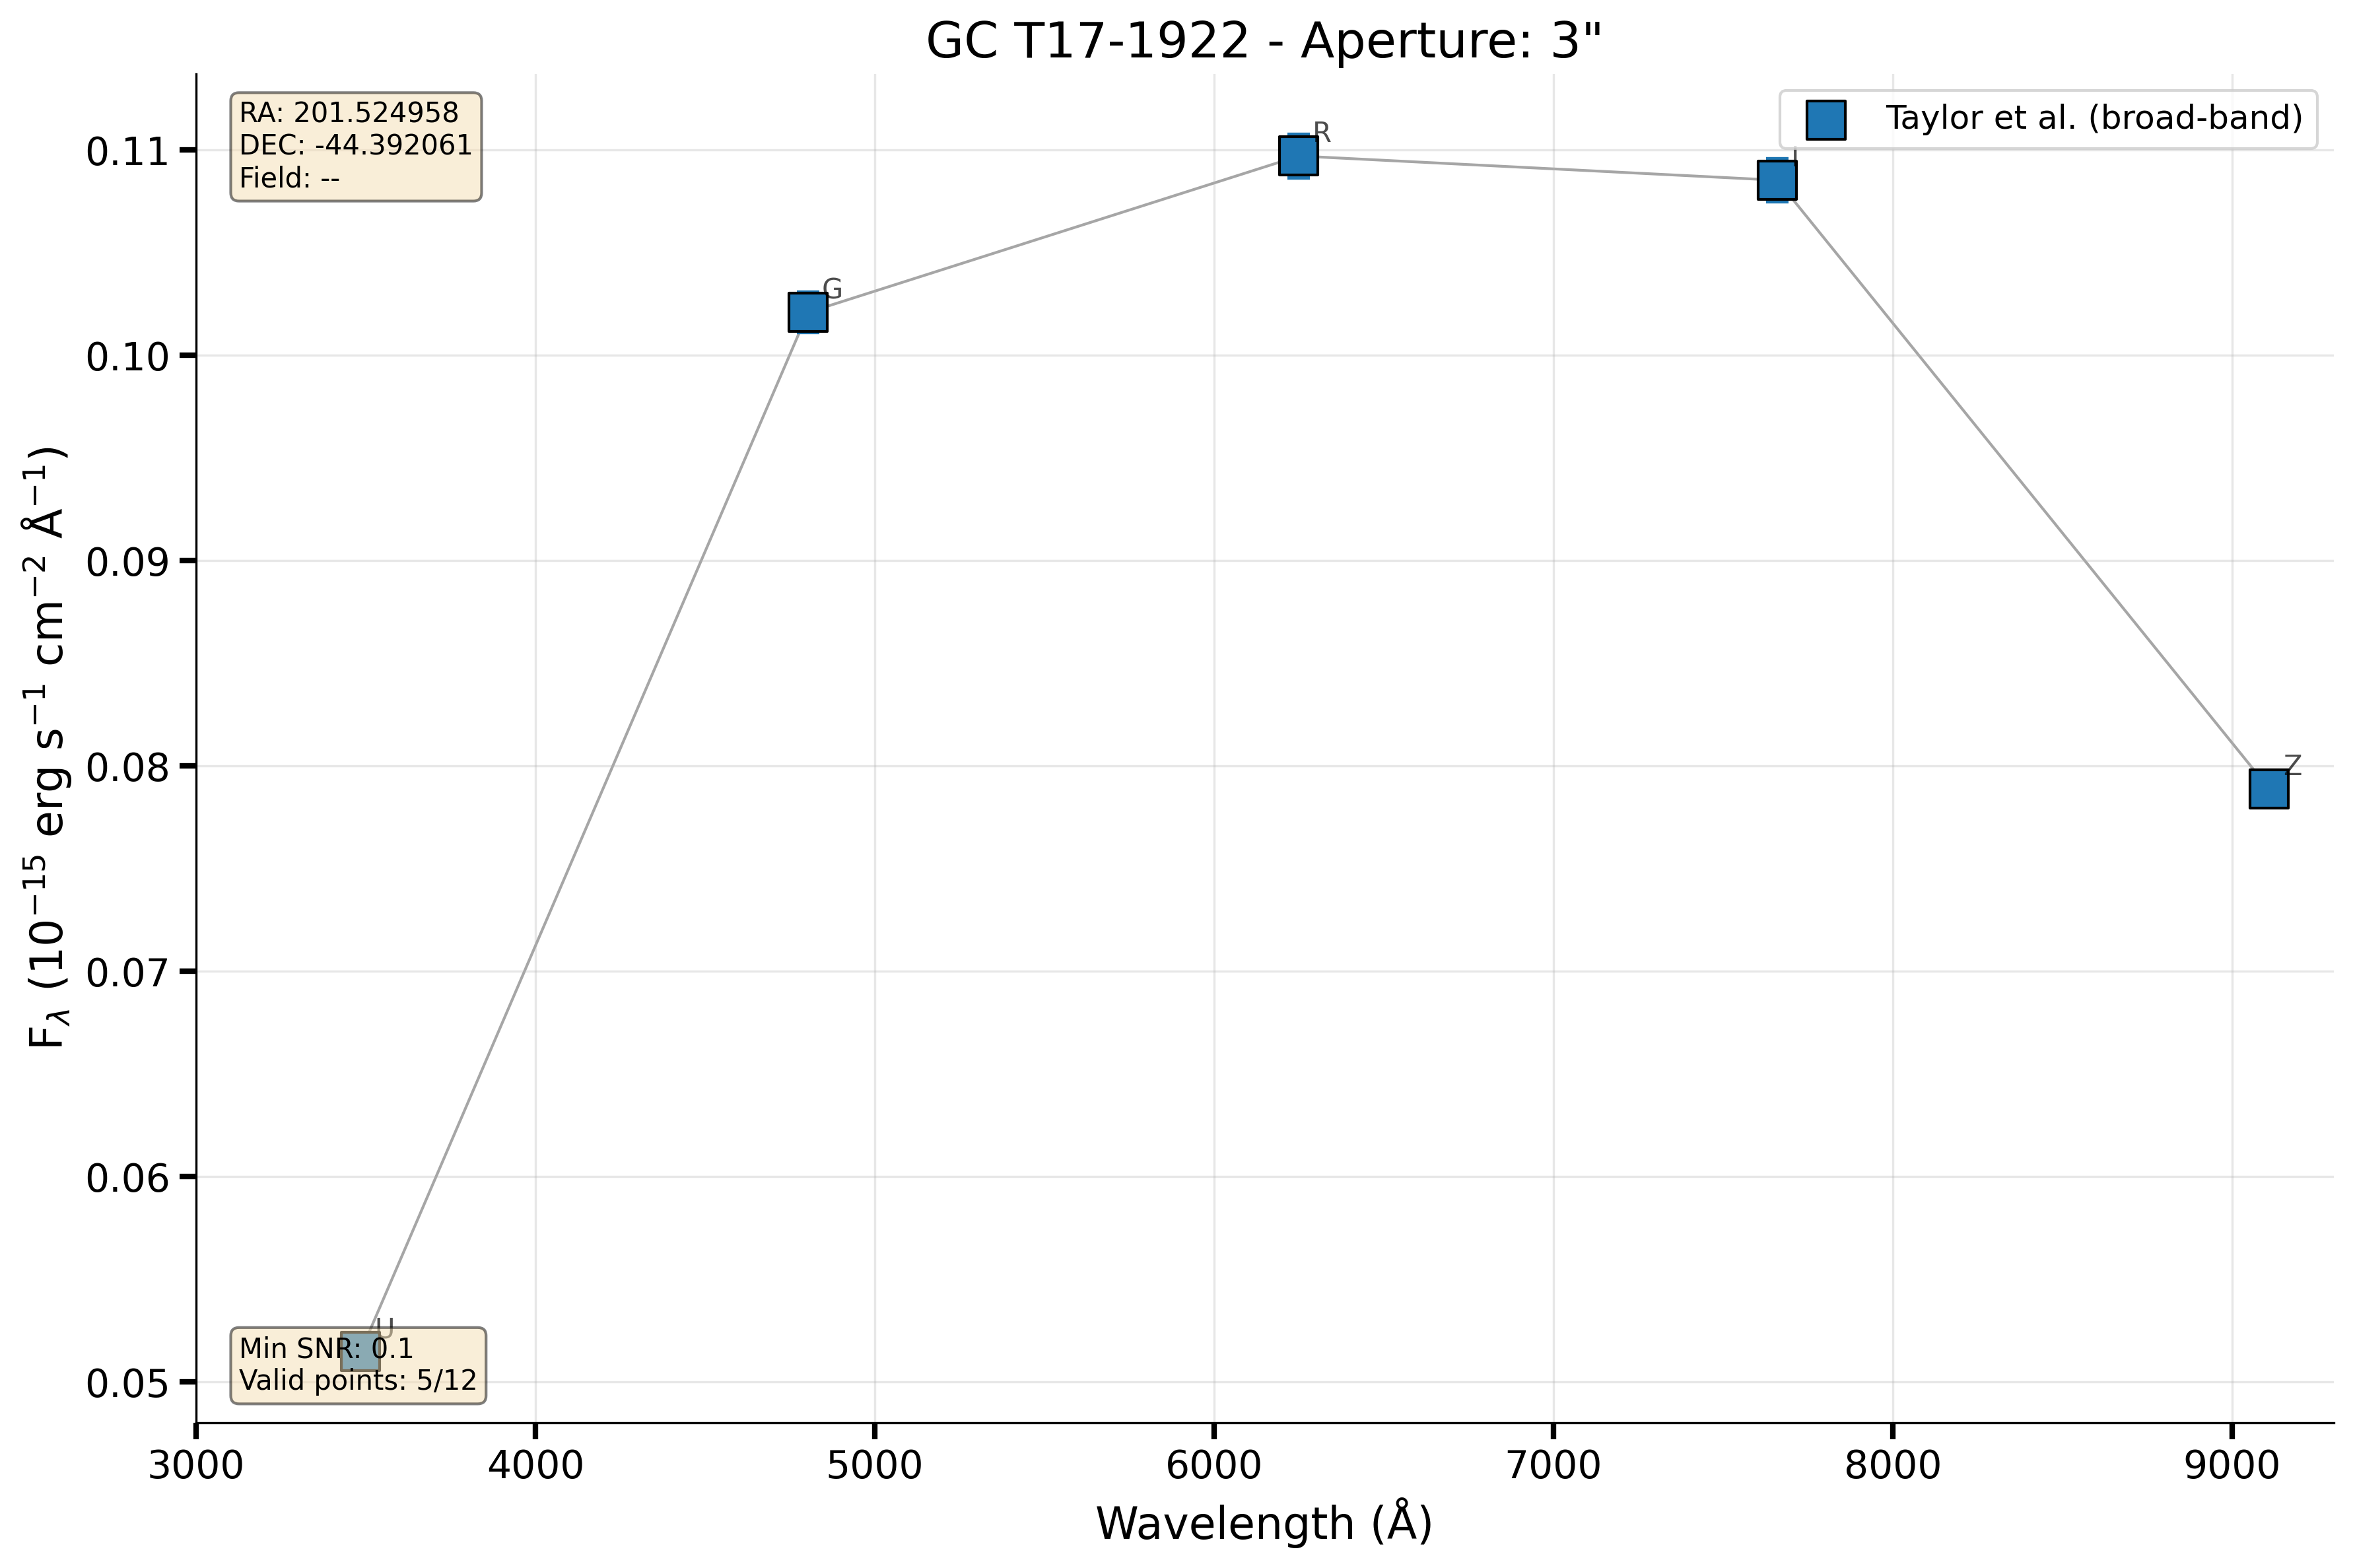 GC T17-1922 - Aperture: 3"
RA: 201.524958
DEC: -44.392061
Field: --
Taylor et al. (broad-band)
R
I
G
Z
U
Min SNR: 0.1
Valid points: 5/12
0.11
0.10
0.09
0.08
0.07
0.06
0.05
F_λ (10⁻¹⁵ erg s⁻¹ cm⁻² Å⁻¹)
3000 4000 5000 6000 7000 8000 9000
Wavelength (Å)